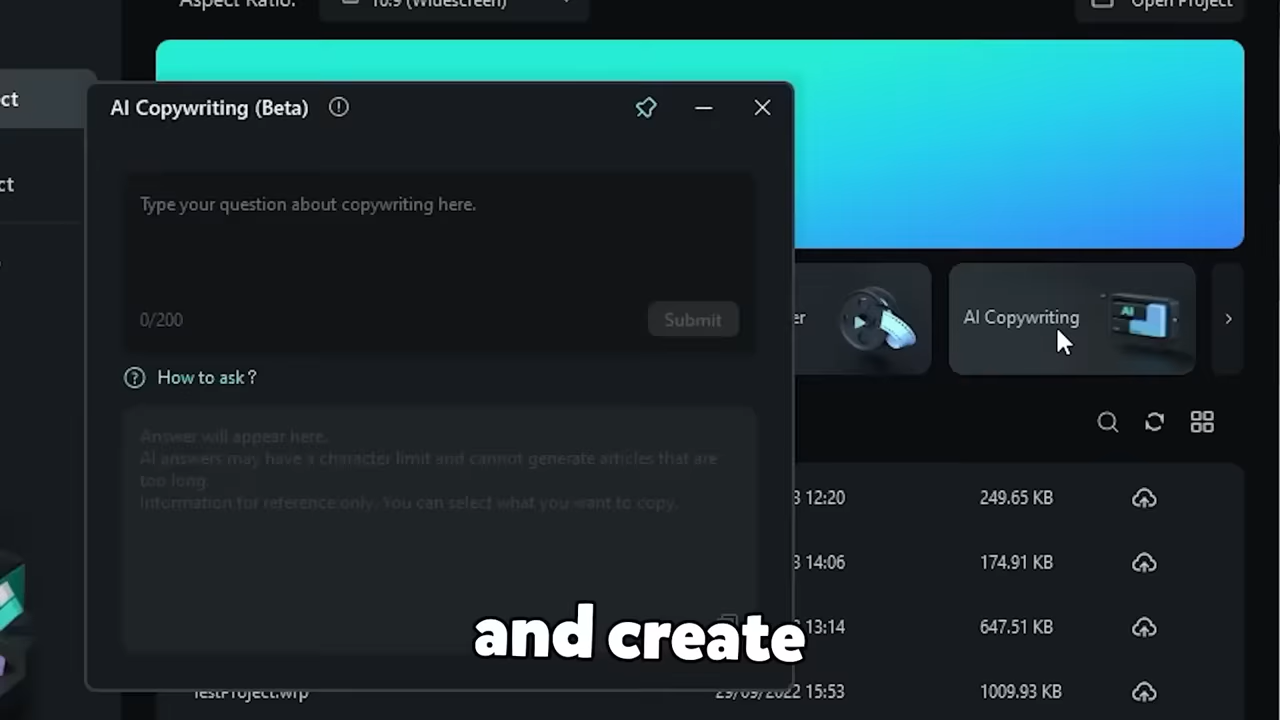 Aspect Ratio:
16:9 (Widescreen)
Open Project
ct
AI Copywriting (Beta)
ct
Type your question about copywriting here.
0/200
Submit
er
AI Copywriting
AI
How to ask ?
Answer will appear here.
AI answers may have a character limit and cannot generate articles that are
too long.
Information for reference only. You can select what you want to copy.
3 12:20
249.65 KB
3 14:06
174.91 KB
3 13:14
647.51 KB
and create
TestProject.wfp
29/09/2022 15:53
1009.93 KB